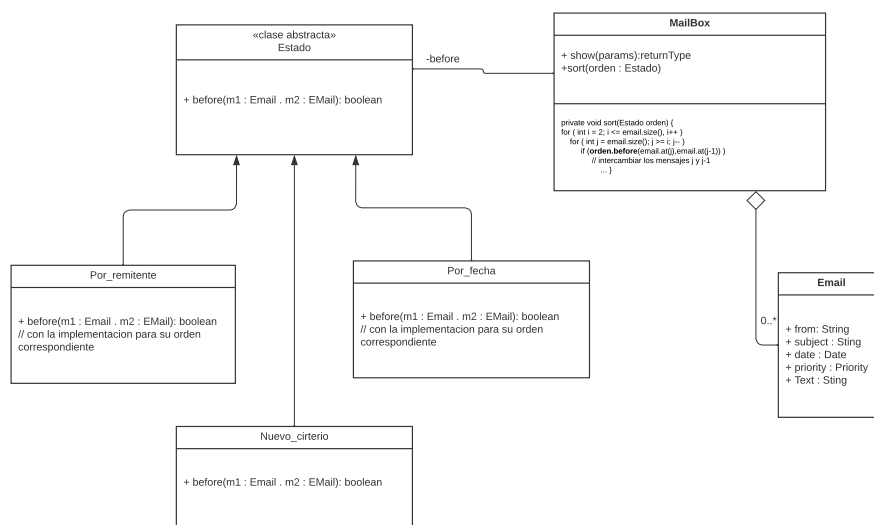 «clase abstracta»
Estado
+ before(m1 : Email . m2 : EMail): boolean
-before
MailBox
+ show(params):returnType
+sort(orden : Estado)
private void sort(Estado orden) {
for ( int i = 2; i <= email.size(), i++ )
for ( int j = email.size(); j >= i; j-- )
if (orden.before(email.at(j),email.at(j-1)) )
// intercambiar los mensajes j y j-1
... }
Por_remitente
+ before(m1 : Email . m2 : EMail): boolean
// con la implementacion para su orden
correspondiente
Por_fecha
+ before(m1 : Email . m2 : EMail): boolean
// con la implementacion para su orden
correspondiente
0..*
Email
+ from: String
+ subject : Sting
+ date : Date
+ priority : Priority
+ Text : Sting
Nuevo_cirterio
+ before(m1 : Email . m2 : EMail): boolean